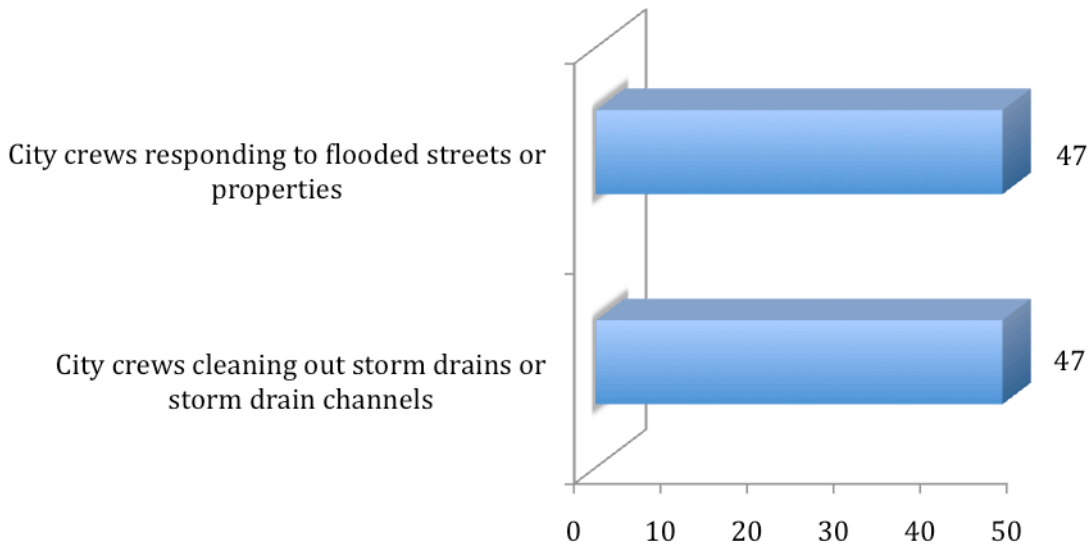 City crews responding to flooded streets or
properties
47
City crews cleaning out storm drains or
storm drain channels
47
0 10 20 30 40 50